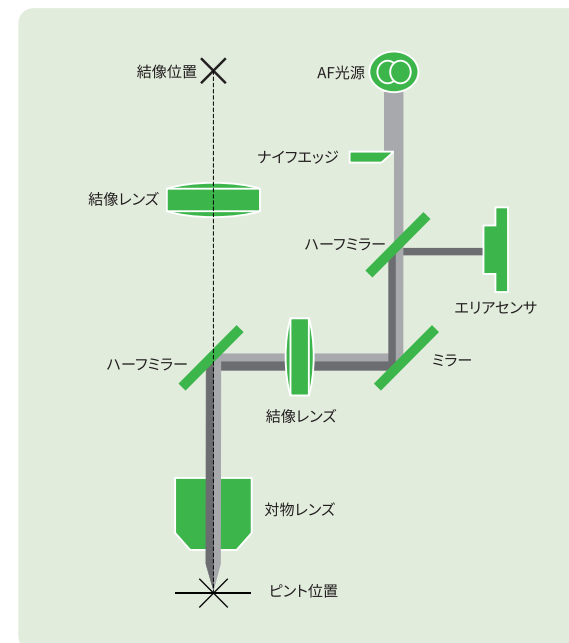 結像位置
AF光源
ナイフエッジ
結像レンズ
ハーフミラー
エリアセンサ
ハーフミラー
ミラー
結像レンズ
対物レンズ
ピント位置